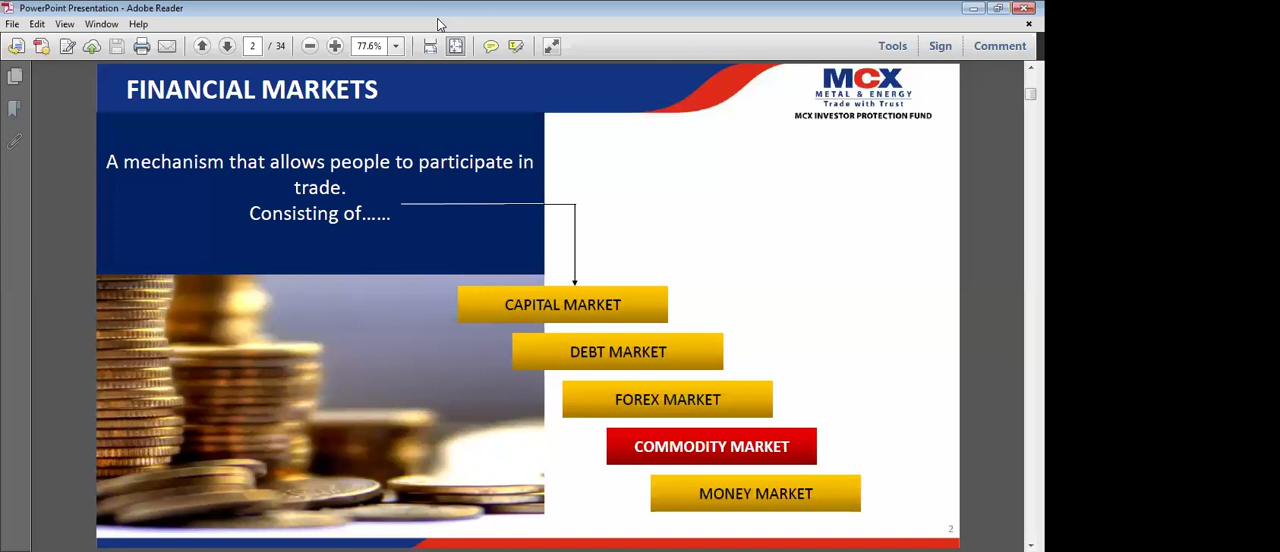 PowerPoint Presentation - Adobe Reader
File Edit View Window Help
2 / 34 77.6% Tools Sign Comment
FINANCIAL MARKETS
MCX
METAL & ENERGY
Trade with Trust
MCX INVESTOR PROTECTION FUND
A mechanism that allows people to participate in
trade.
Consisting of......
CAPITAL MARKET
DEBT MARKET
FOREX MARKET
COMMODITY MARKET
MONEY MARKET
2